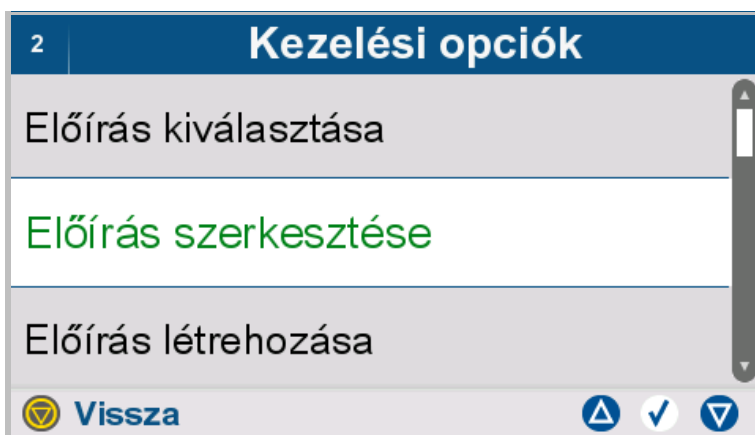 2
Kezelési opciók
Előírás kiválasztása
Előírás szerkesztése
Előírás létrehozása
Vissza